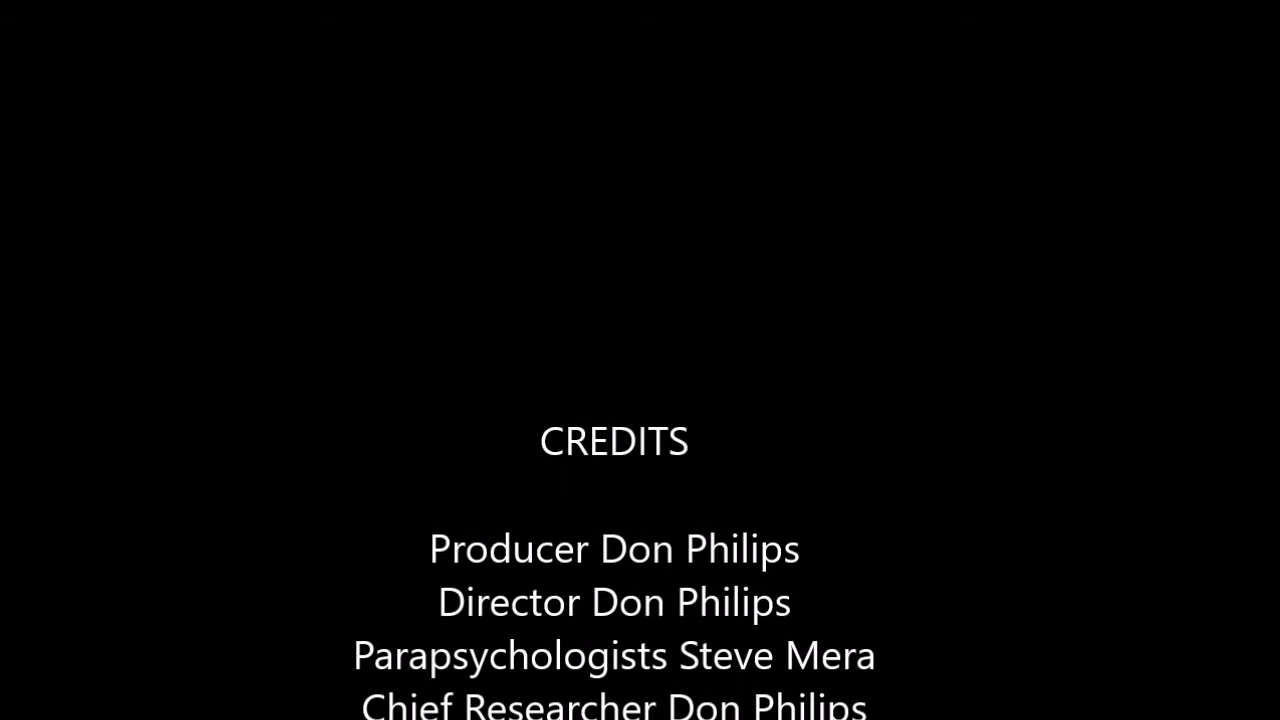 CREDITS
Producer Don Philips
Director Don Philips
Parapsychologists Steve Mera
Chief Researcher Don Philips